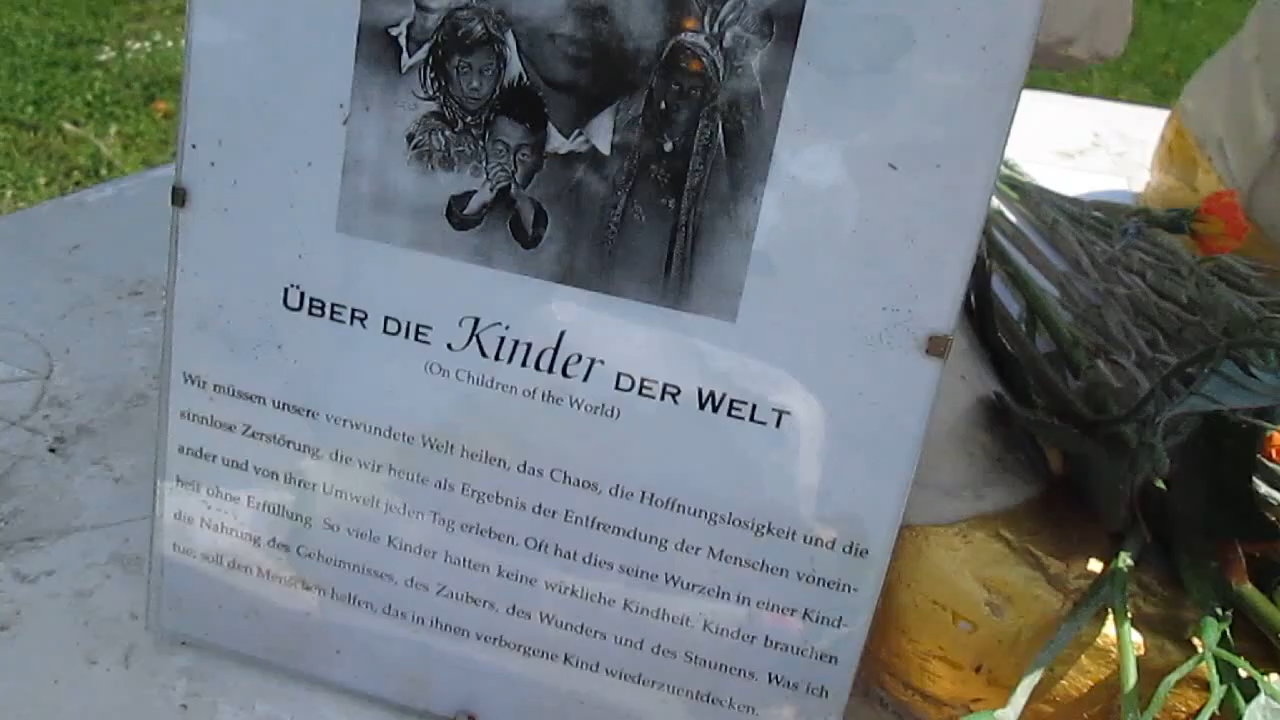 ÜBER DIE Kinder DER WELT
(On Children of the World)
Wir müssen unsere verwundete Welt heilen, das Chaos, die Hoffnungslosigkeit und die
sinnlose Zerstörung, die wir heute als Ergebnis der Entfremdung der Menschen vonein-
ander und von ihrer Umwelt jeden Tag erleben. Oft hat dies seine Wurzeln in einer Kind-
heit ohne Erfüllung. So viele Kinder hatten keine wirkliche Kindheit. Kinder brauchen
die Nahrung des Geheimnisses, des Zaubers, des Wunders und des Staunens. Was ich
tue, soll den Menschen helfen, das in ihnen verborgene Kind wiederzuentdecken.